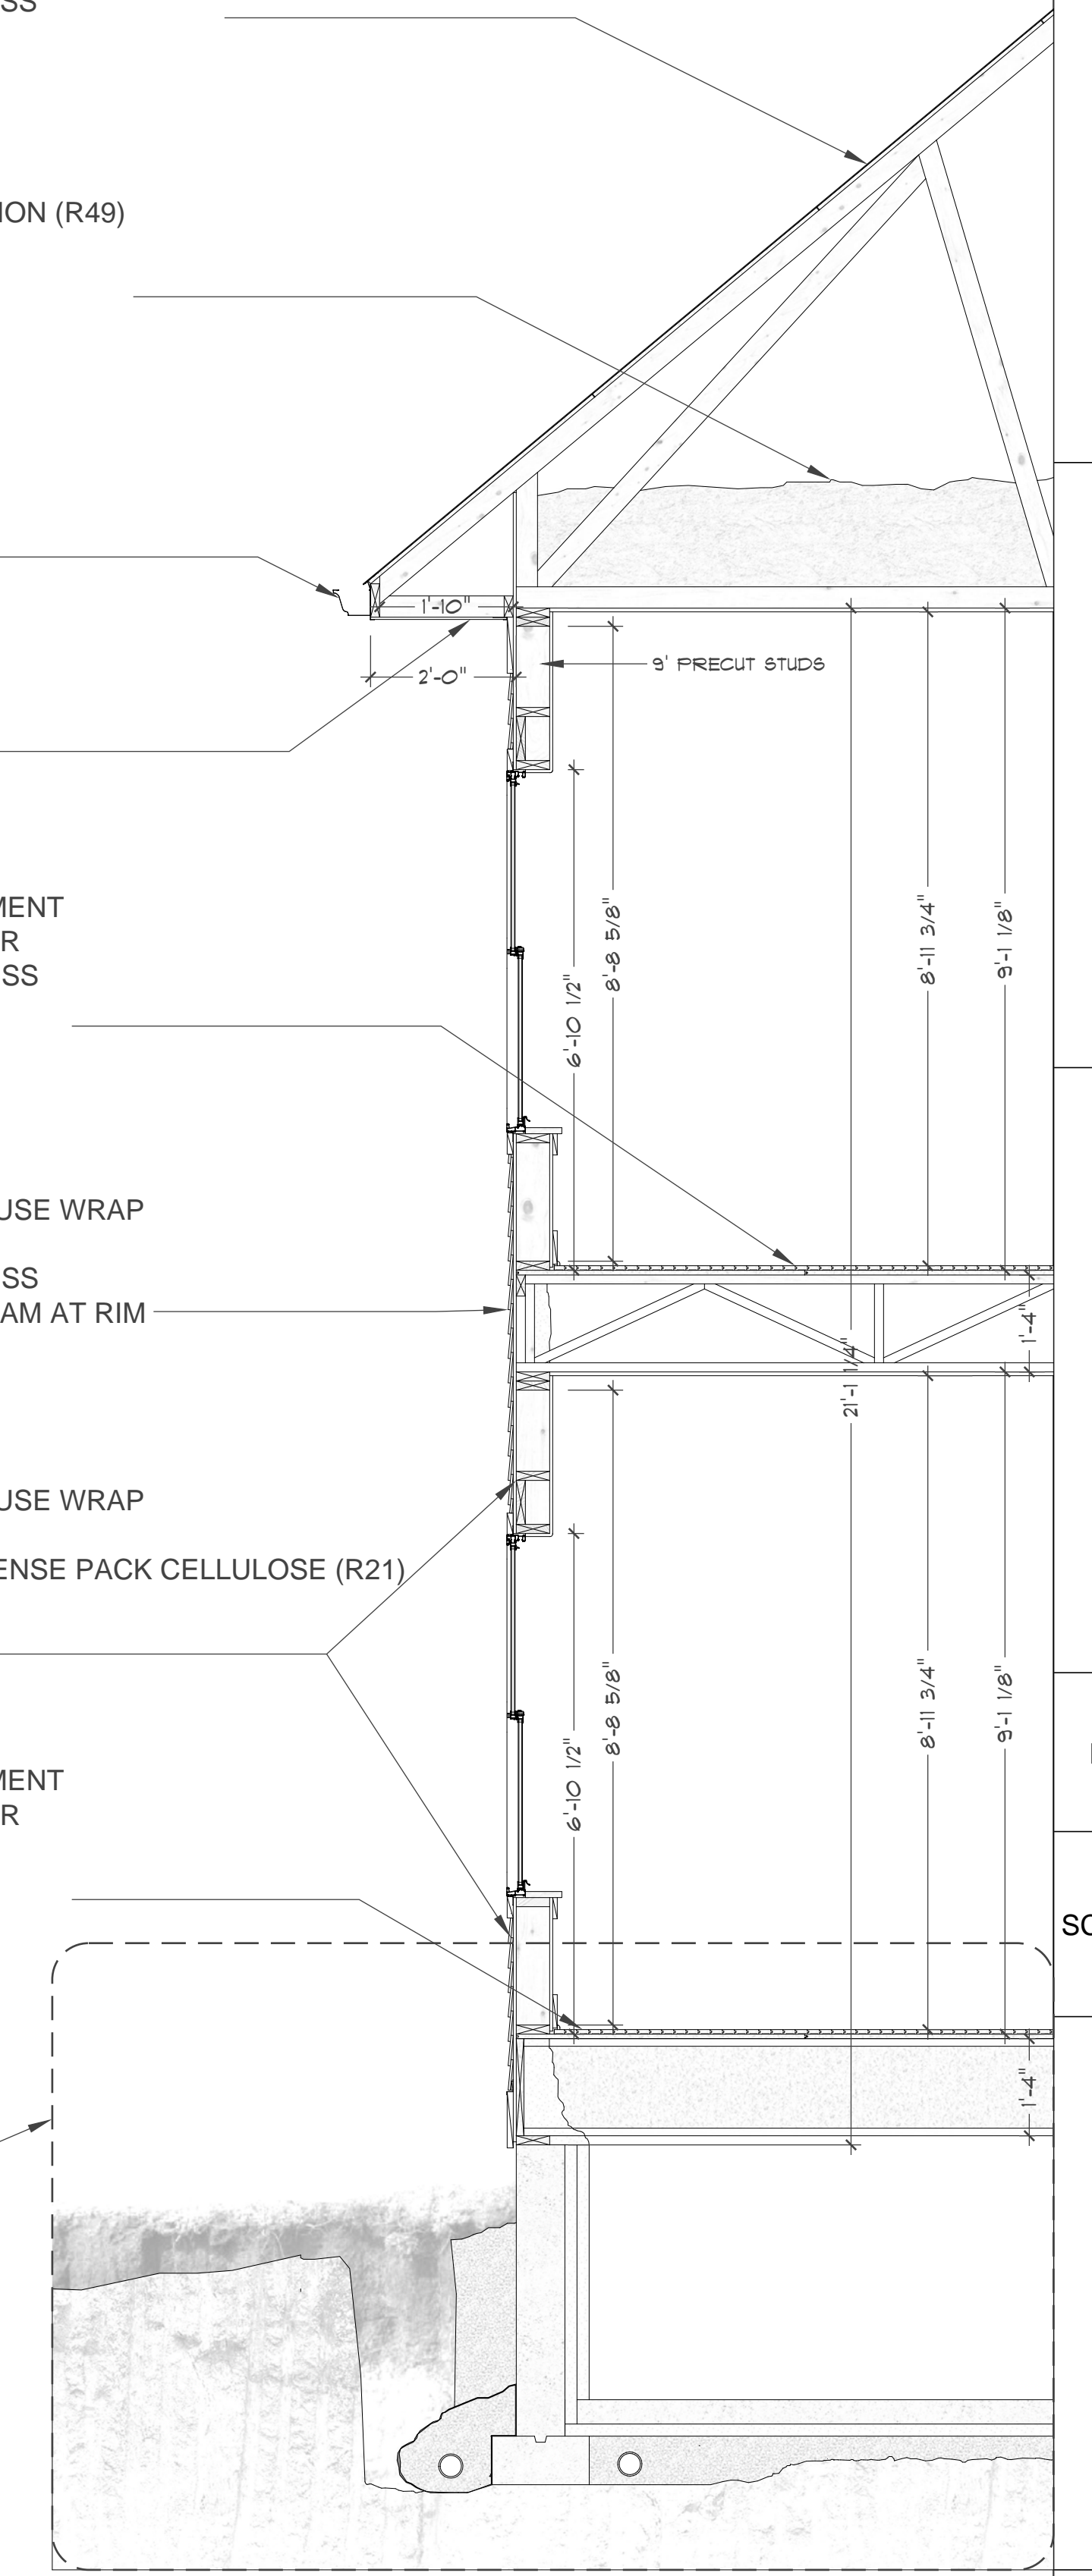 SS
ION (R49)
1'-10"
2'-0"
9' PRECUT STUDS
6'-10 1/2"
8'-8 5/8"
8'-11 3/4"
9'-1 1/8"
MENT
R
SS
USE WRAP
SS
AM AT RIM
1'-4"
21'-1 1/4"
USE WRAP
ENSE PACK CELLULOSE (R21)
6'-10 1/2"
8'-8 5/8"
8'-11 3/4"
9'-1 1/8"
MENT
R
SC
1'-4"